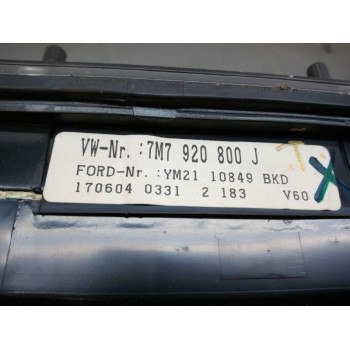 VW-Nr. :7M7 920 800 J
FORD-Nr. :YM21 10849 BKD
170604 0331 2 183 V60